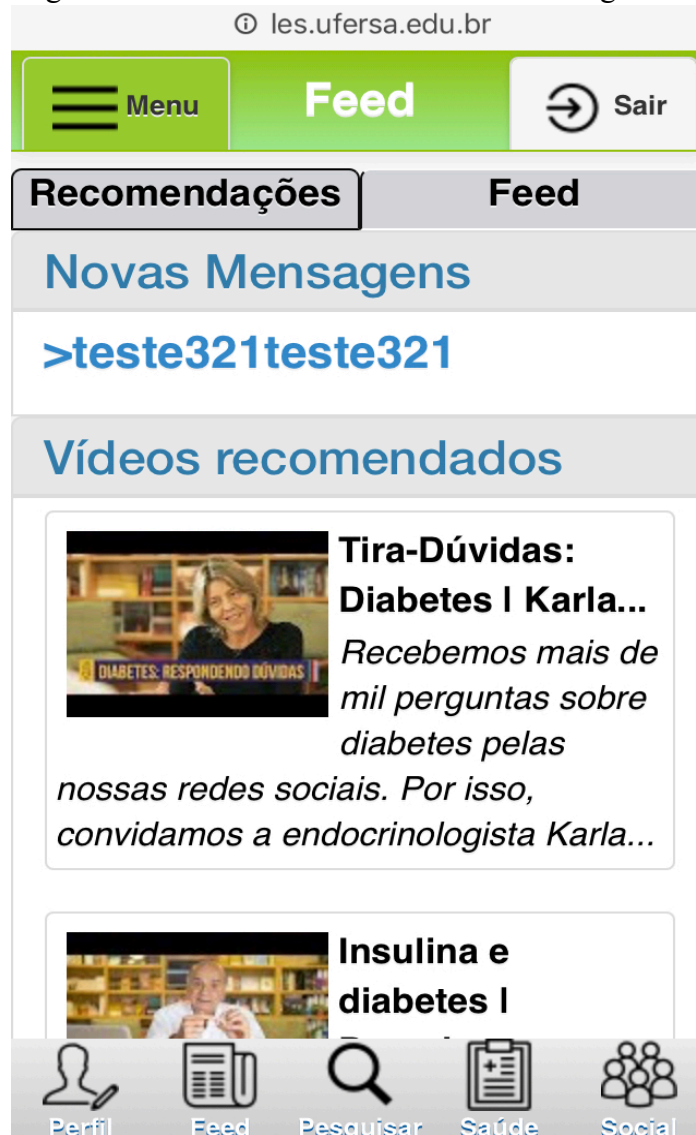 les.ufersa.edu.br
Menu
Feed
Sair
Recomendações
Feed
Novas Mensagens
>teste321teste321
Vídeos recomendados
Tira-Dúvidas:
Diabetes l Karla...
DIABETES: RESPONDENDO DÚVIDAS
Recebemos mais de
mil perguntas sobre
diabetes pelas
nossas redes sociais. Por isso,
convidamos a endocrinologista Karla...
Insulina e
diabetes l
Perfil
Feed
Pesquisar
Saúde
Social